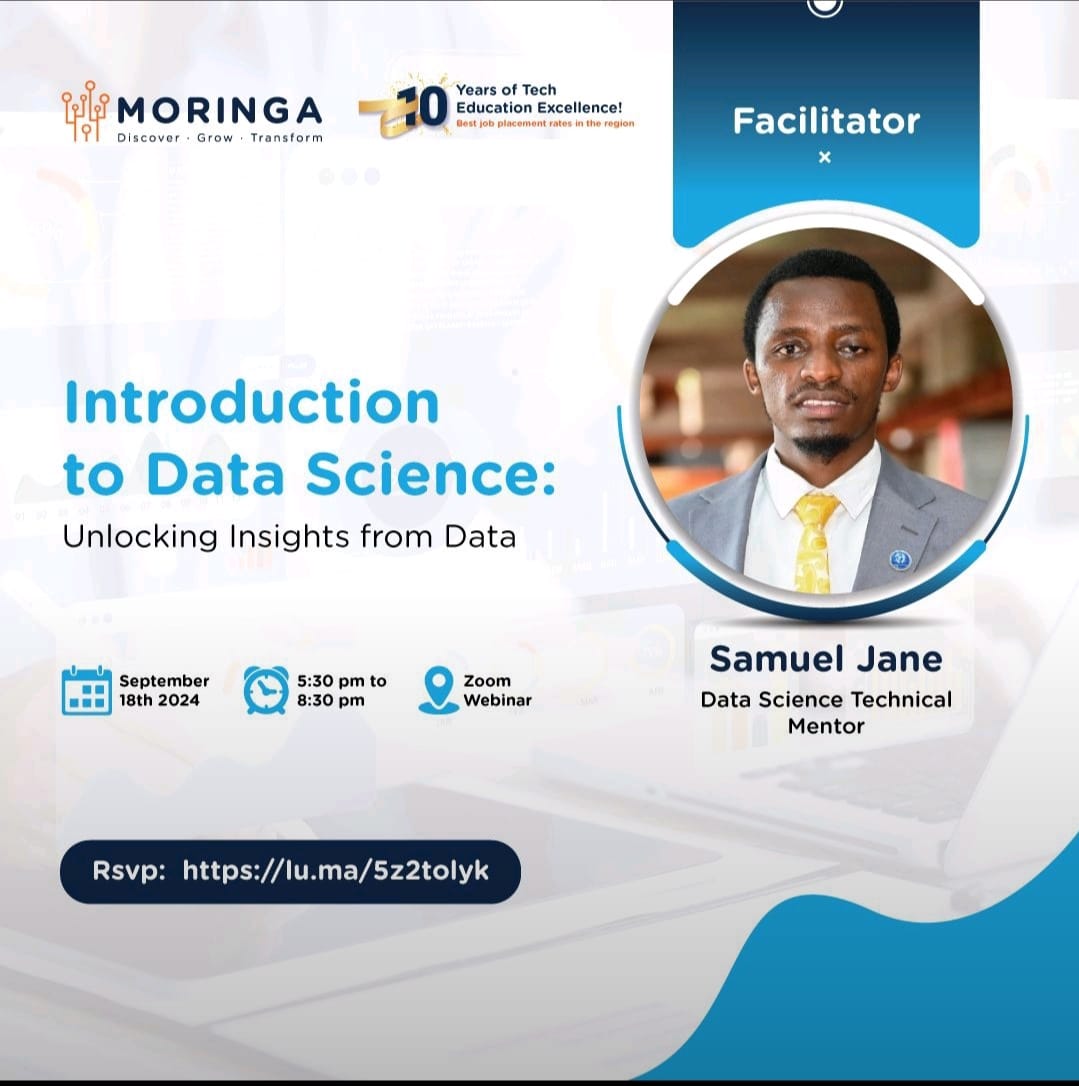 MORINGA
Discover · Grow · Transform
10
Years of Tech
Education Excellence!
Best job placement rates in the region
Facilitator
×
Introduction
to Data Science:
Unlocking Insights from Data
September
18th 2024
5:30 pm to
8:30 pm
Zoom
Webinar
Samuel Jane
Data Science Technical
Mentor
Rsvp: https://lu.ma/5z2tolyk